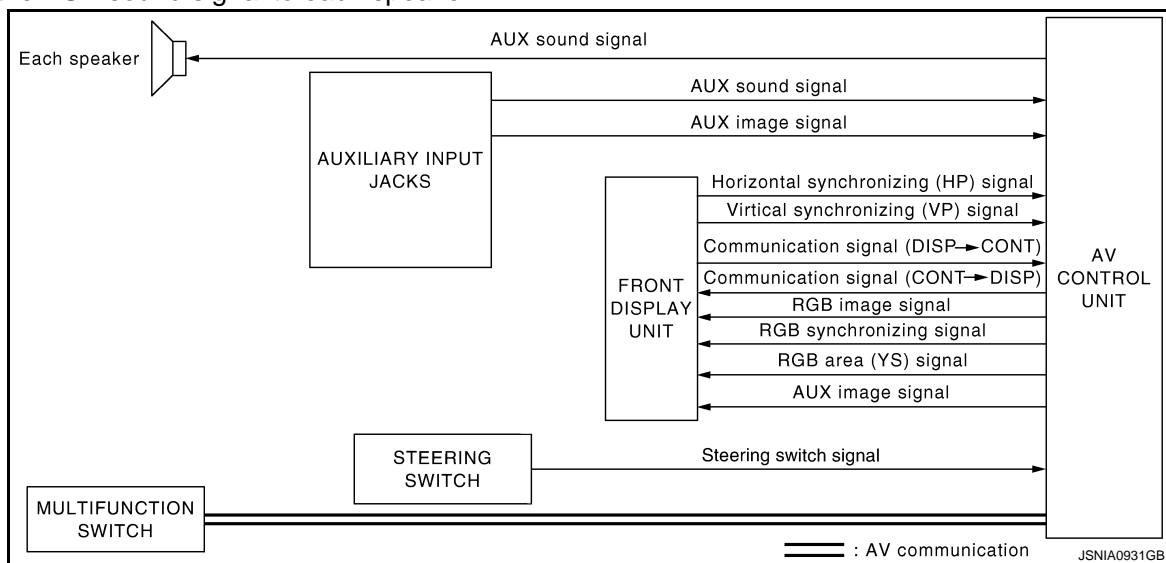 AUX sound signal
Each speaker
AUX sound signal
AUX image signal
AUXILIARY INPUT
JACKS
Horizontal synchronizing (HP) signal
Virtical synchronizing (VP) signal
Communication signal (DISP→CONT)
Communication signal (CONT→DISP)
RGB image signal
RGB synchronizing signal
RGB area (YS) signal
AUX image signal
FRONT
DISPLAY
UNIT
AV
CONTROL
UNIT
STEERING
SWITCH
Steering switch signal
MULTIFUNCTION
SWITCH
: AV communication
JSNIA0931GB